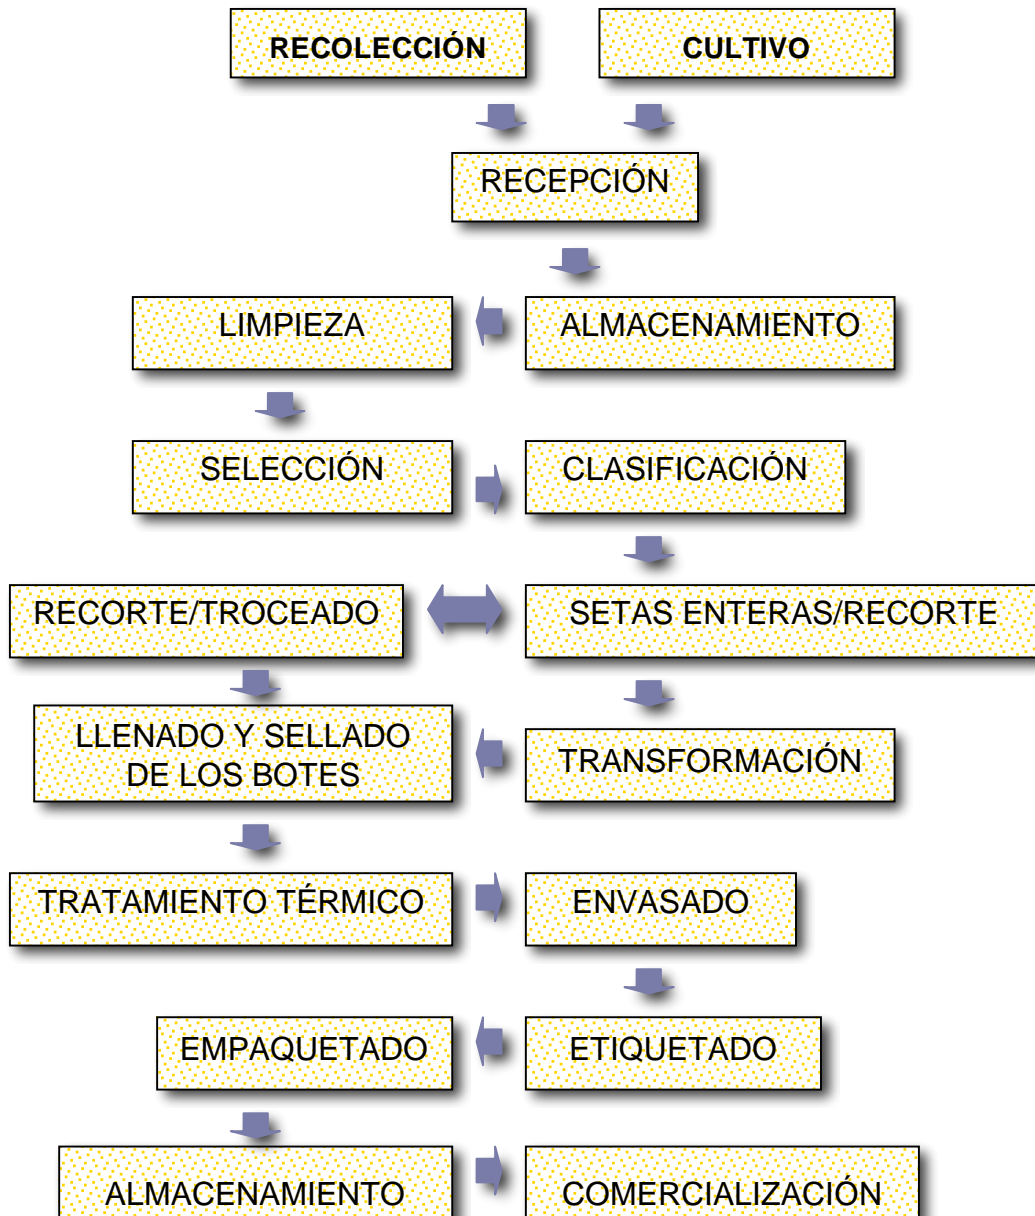 RECOLECCIÓN
CULTIVO
RECEPCIÓN
LIMPIEZA
ALMACENAMIENTO
SELECCIÓN
CLASIFICACIÓN
RECORTE/TROCEADO
SETAS ENTERAS/RECORTE
LLENADO Y SELLADO
DE LOS BOTES
TRANSFORMACIÓN
TRATAMIENTO TÉRMICO
ENVASADO
EMPAQUETADO
ETIQUETADO
ALMACENAMIENTO
COMERCIALIZACIÓN